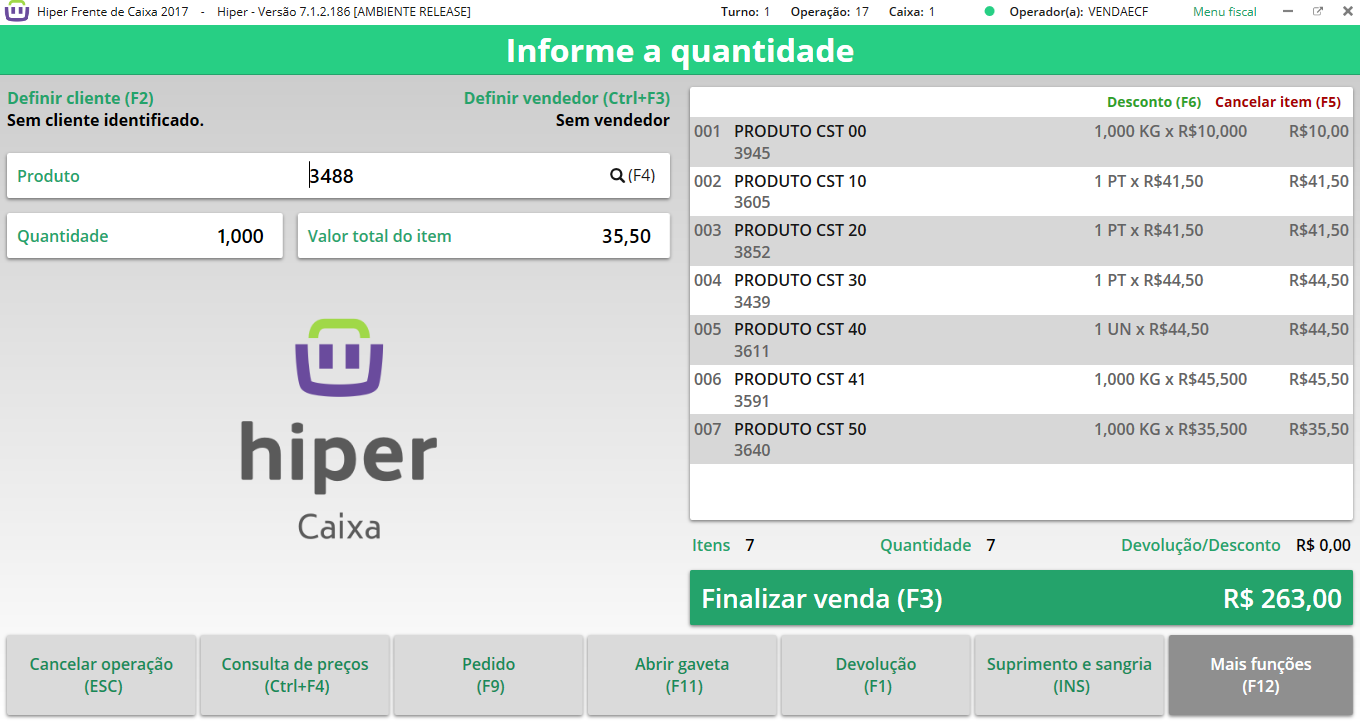 Hiper Frente de Caixa 2017 - Hiper - Versão 7.1.2.186 [AMBIENTE RELEASE] Turno: 1 Operação: 17 Caixa: 1 Operador(a): VENDAECF Menu fiscal
Informe a quantidade
Definir cliente (F2) Definir vendedor (Ctrl+F3)
Sem cliente identificado. Sem vendedor
Produto 3488 (F4)
Quantidade 1,000 Valor total do item 35,50
hiper
Caixa
Desconto (F6) Cancelar item (F5)
001 PRODUTO CST 00 1,000 KG x R$10,000 R$10,00
3945
002 PRODUTO CST 10 1 PT x R$41,50 R$41,50
3605
003 PRODUTO CST 20 1 PT x R$41,50 R$41,50
3852
004 PRODUTO CST 30 1 PT x R$44,50 R$44,50
3439
005 PRODUTO CST 40 1 UN x R$44,50 R$44,50
3611
006 PRODUTO CST 41 1,000 KG x R$45,500 R$45,50
3591
007 PRODUTO CST 50 1,000 KG x R$35,500 R$35,50
3640
Itens 7 Quantidade 7 Devolução/Desconto R$ 0,00
Finalizar venda (F3) R$ 263,00
Cancelar operação
(ESC)
Consulta de preços
(Ctrl+F4)
Pedido
(F9)
Abrir gaveta
(F11)
Devolução
(F1)
Suprimento e sangria
(INS)
Mais funções
(F12)